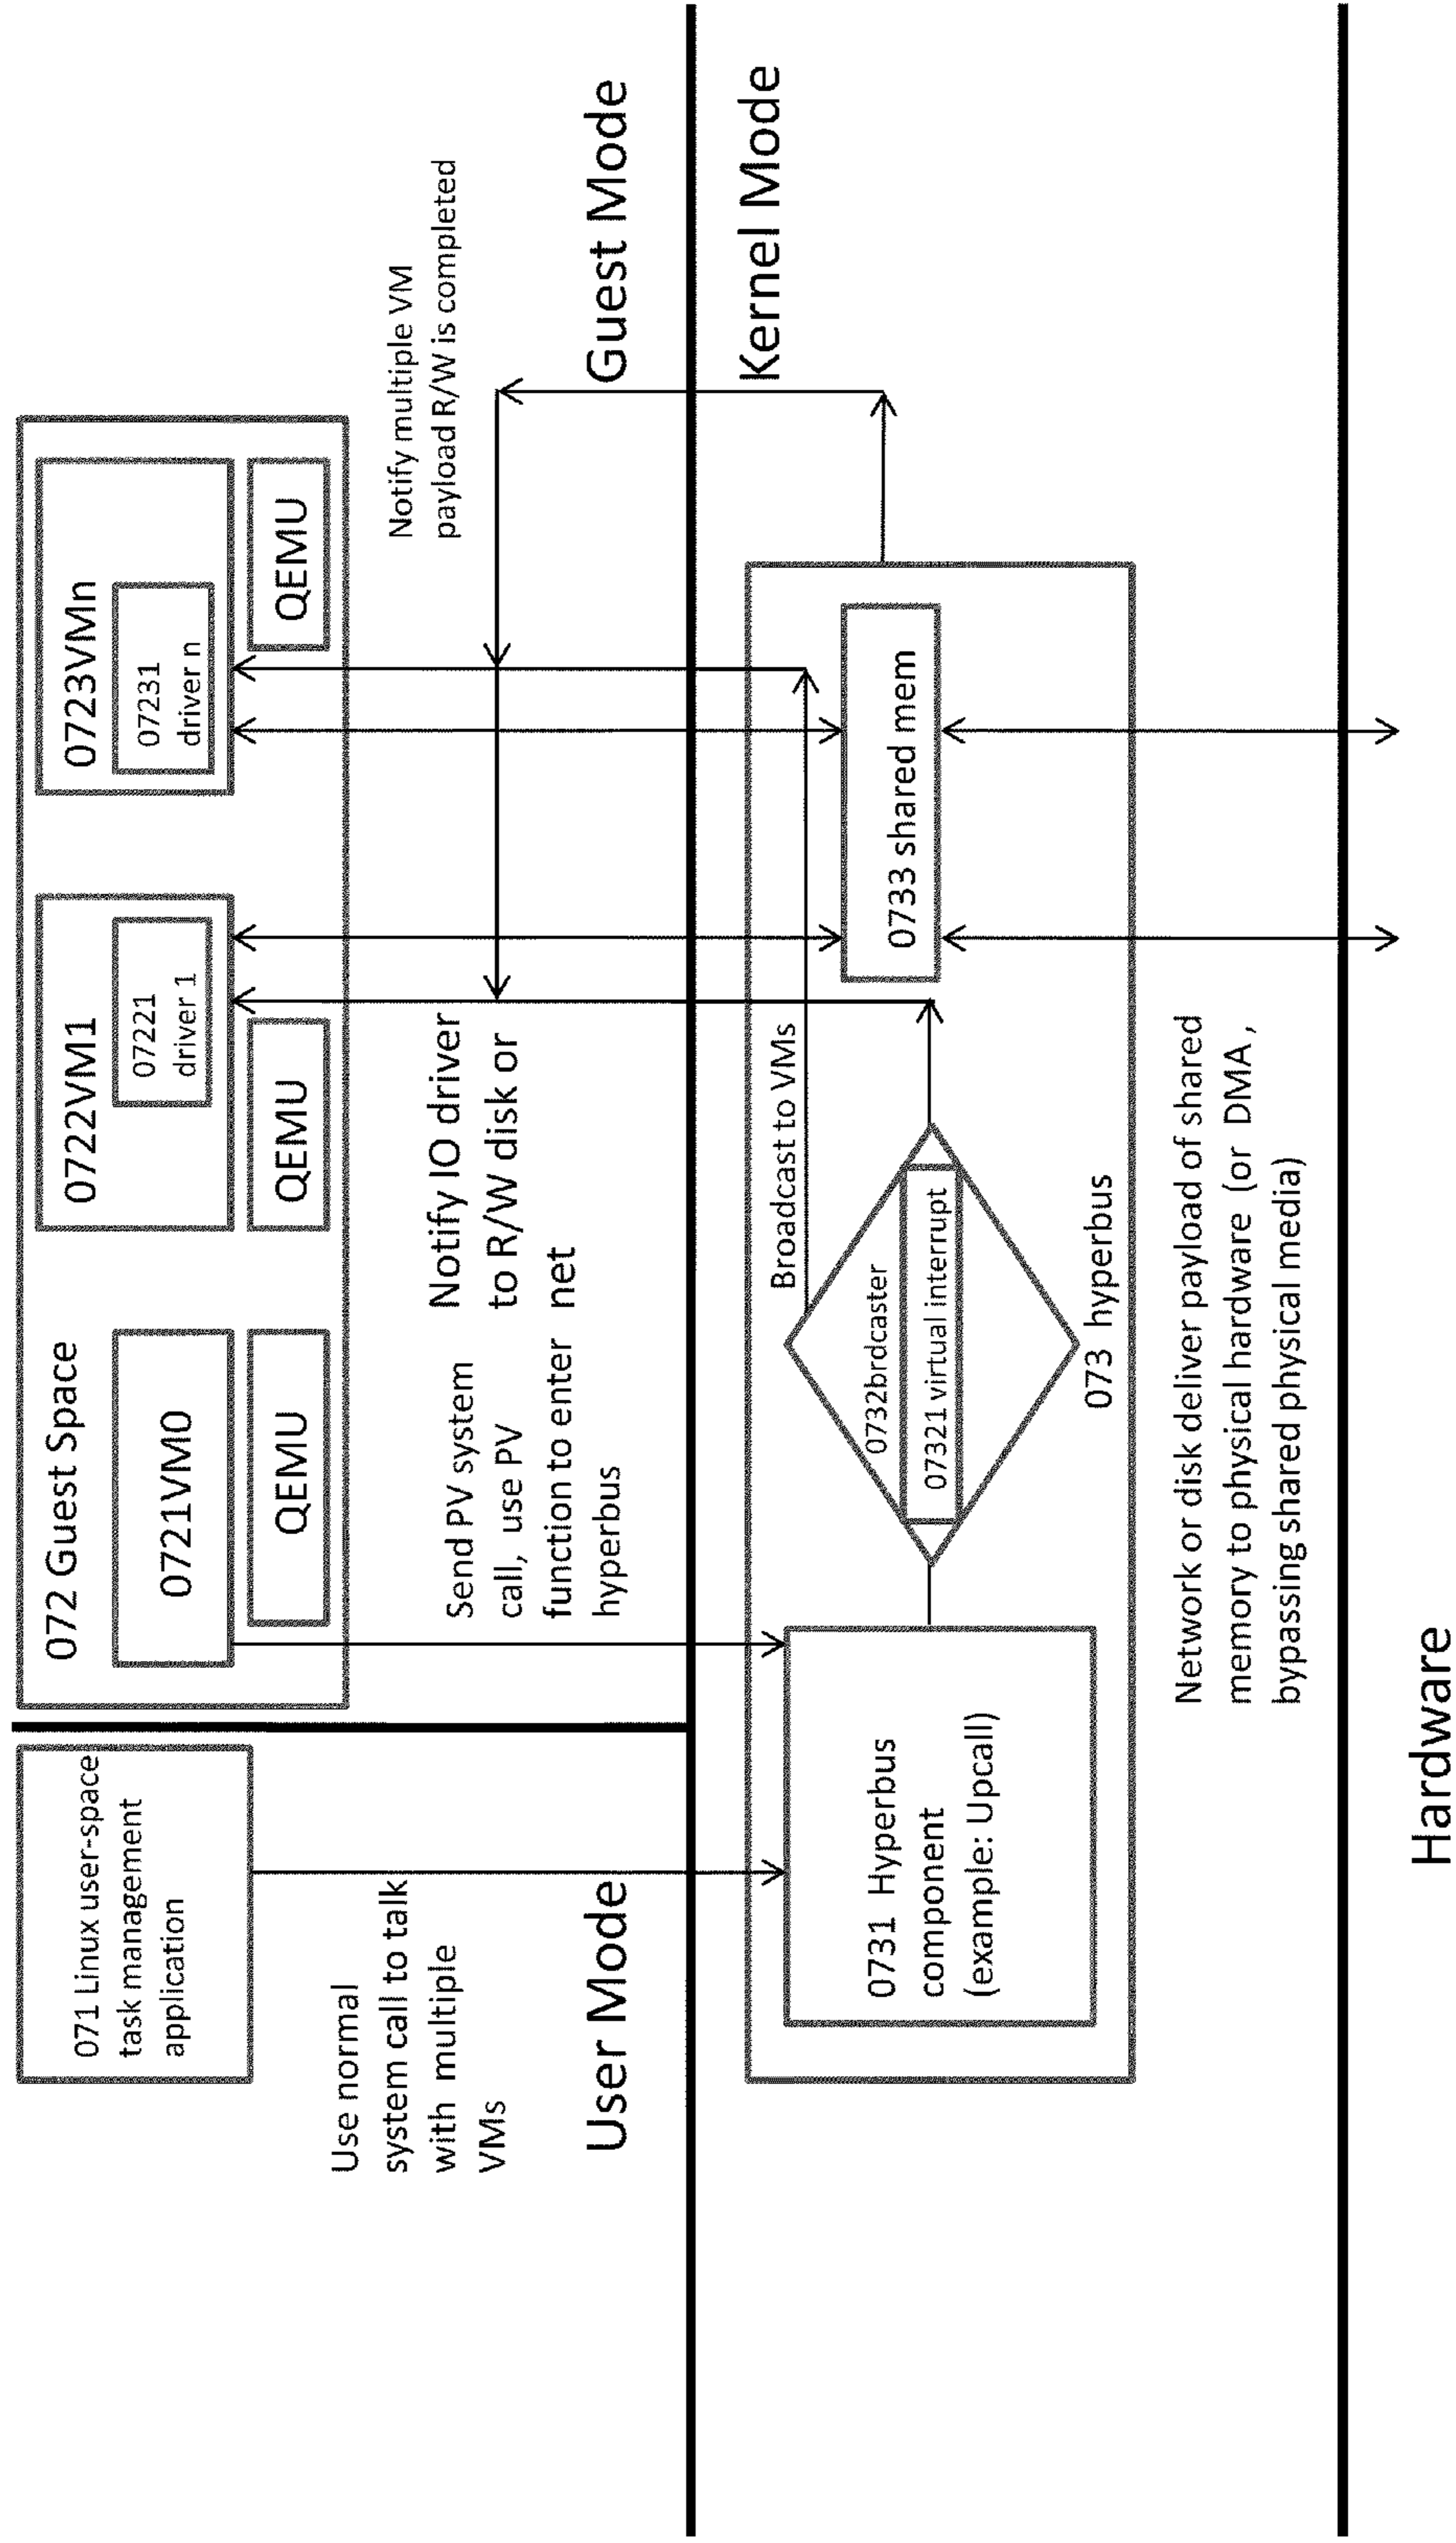 071 Linux user-space
task management
application
072 Guest Space
0721VM0
QEMU
0722VM1
07221
driver 1
QEMU
0723VMn
07231
driver n
QEMU
Use normal
system call to talk
with multiple
VMs
Send PV system
call, use PV
function to enter
hyperbus
Notify IO driver
to R/W disk or
net
Notify multiple VM
payload R/W is completed
User Mode
Guest Mode
Kernel Mode
0731 Hyperbus
component
(example: Upcall)
0732brdcaster
07321 virtual interrupt
073 hyperbus
Broadcast to VMs
0733 shared mem
Network or disk deliver payload of shared
memory to physical hardware (or DMA,
bypassing shared physical media)
Hardware